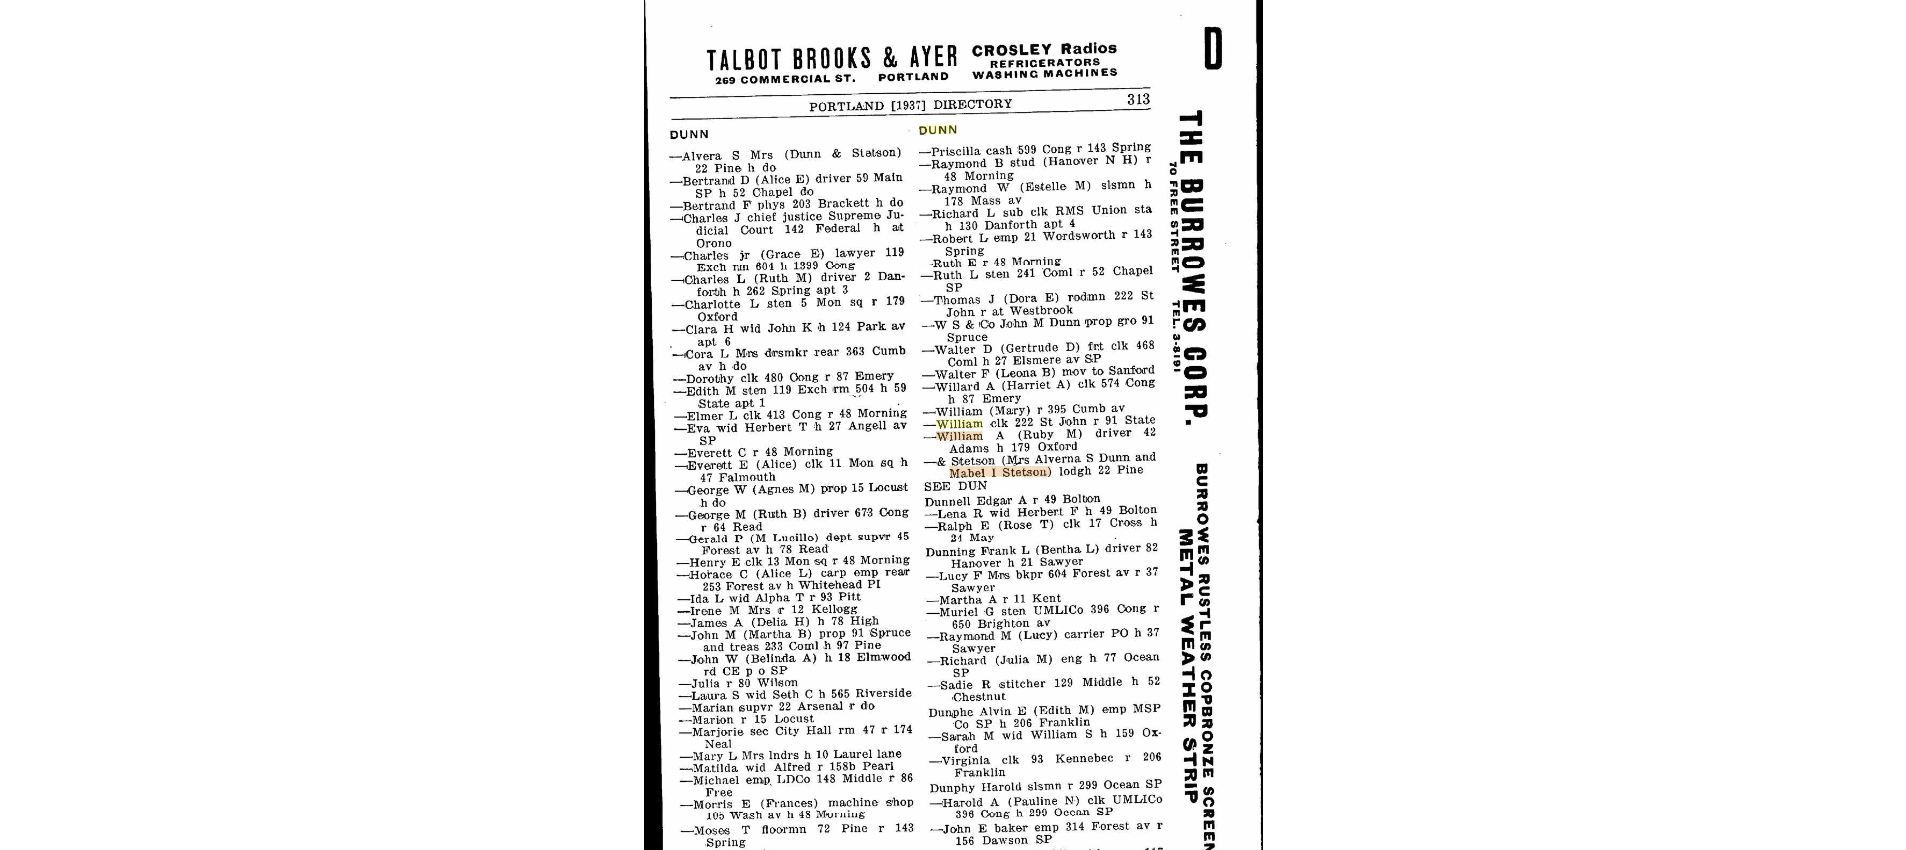 TALBOT BROOKS & AYER CROSLEY Radios
REFRIGERATORS
269 COMMERCIAL ST. PORTLAND WASHING MACHINES
D
PORTLAND [1937] DIRECTORY 313
DUNN
—Alvera S Mrs (Dunn & Stetson)
22 Pine h do
—Bertrand D (Alice E) driver 59 Main
SP h 52 Chapel do
—Bertrand F phys 203 Brackett h do
—Charles J chief justice Supreme Ju-
dicial Court 142 Federal h at
Orono
—Charles jr (Grace E) lawyer 119
Exch rm 604 h 1399 Cong
—Charles L (Ruth M) driver 2 Dan-
forth h 262 Spring apt 3
—Charlotte L sten 5 Mon sq r 179
Oxford
—Clara H wid John K h 124 Park av
apt 6
—Cora L Mrs drsmkr rear 363 Cumb
av h do
—Dorothy clk 480 Cong r 87 Emery
—Edith M sten 119 Exch rm 504 h 59
State apt 1
—Elmer L clk 413 Cong r 48 Morning
—Eva wid Herbert T h 27 Angell av
SP
—Everett C r 48 Morning
—Everett E (Alice) clk 11 Mon sq h
47 Falmouth
—George W (Agnes M) prop 15 Locust
h do
—George M (Ruth B) driver 673 Cong
r 64 Read
—Gerald P (M Lucillo) dept supvr 45
Forest av h 78 Read
—Henry E clk 13 Mon sq r 48 Morning
—Horace C (Alice L) carp emp rear
253 Forest av h Whitehead PI
—Ida L wid Alpha T r 93 Pitt
—Irene M Mrs r 12 Kellogg
—James A (Delia H) h 78 High
—John M (Martha B) prop 91 Spruce
and treas 233 Coml h 97 Pine
—John W (Belinda A) h 18 Elmwood
rd CE p o SP
—Julia r 80 Wilson
—Laura S wid Seth C h 565 Riverside
—Marian supvr 22 Arsenal r do
—Marion r 15 Locust
—Marjorie sec City Hall rm 47 r 174
Neal
—Mary L Mrs lndrs h 10 Laurel lane
—Matilda wid Alfred r 158b Pearl
—Michael emp LDCo 148 Middle r 86
Free
—Morris E (Frances) machine shop
105 Wash av h 48 Morning
—Moses T floormn 72 Pine r 143
Spring
DUNN
—Priscilla cash 599 Cong r 143 Spring
—Raymond B stud (Hanover N H) r
48 Morning
—Raymond W (Estelle M) slsmn h
178 Mass av
—Richard L sub clk RMS Union sta
h 130 Danforth apt 4
—Robert L emp 21 Wordsworth r 143
Spring
—Ruth E r 48 Morning
—Ruth L sten 241 Coml r 52 Chapel
SP
—Thomas J (Dora E) rodmn 222 St
John r at Westbrook
—W S & Co John M Dunn prop gro 91
Spruce
—Walter D (Gertrude D) frt clk 468
Coml h 27 Elsmere av SP
—Walter F (Leona B) mov to Sanford
—Willard A (Harriet A) clk 574 Cong
h 87 Emery
—William (Mary) r 395 Cumb av
—William clk 222 St John r 91 State
—William A (Ruby M) driver 42
Adams h 179 Oxford
—& Stetson (Mrs Alverna S Dunn and
Mabel I Stetson) lodgh 22 Pine
SEE DUN
Dunnell Edgar A r 49 Bolton
—Lena R wid Herbert F h 49 Bolton
—Ralph E (Rose T) clk 17 Cross h
21 May
Dunning Frank L (Bentha L) driver 82
Hanover h 21 Sawyer
—Lucy F Mrs bkpr 604 Forest av r 37
Sawyer
—Martha A r 11 Kent
—Muriel G sten UMLICo 396 Cong r
650 Brighton av
—Raymond M (Lucy) carrier PO h 37
Sawyer
—Richard (Julia M) eng h 77 Ocean
SP
—Sadie R stitcher 129 Middle h 52
Chestnut
Dunphe Alvin E (Edith M) emp MSP
Co SP h 206 Franklin
—Sarah M wid William S h 159 Ox-
ford
—Virginia clk 93 Kennebec r 206
Franklin
Dunphy Harold slsmn r 299 Ocean SP
—Harold A (Pauline N) clk UMLICo
396 Cong h 299 Ocean SP
—John E baker emp 314 Forest av r
156 Dawson SP
THE BURROWES CORP.
70 FREE STREET TEL. 3-8191
BURROWES RUSTLESS COPBRONZE SCREEN
METAL WEATHER STRIP